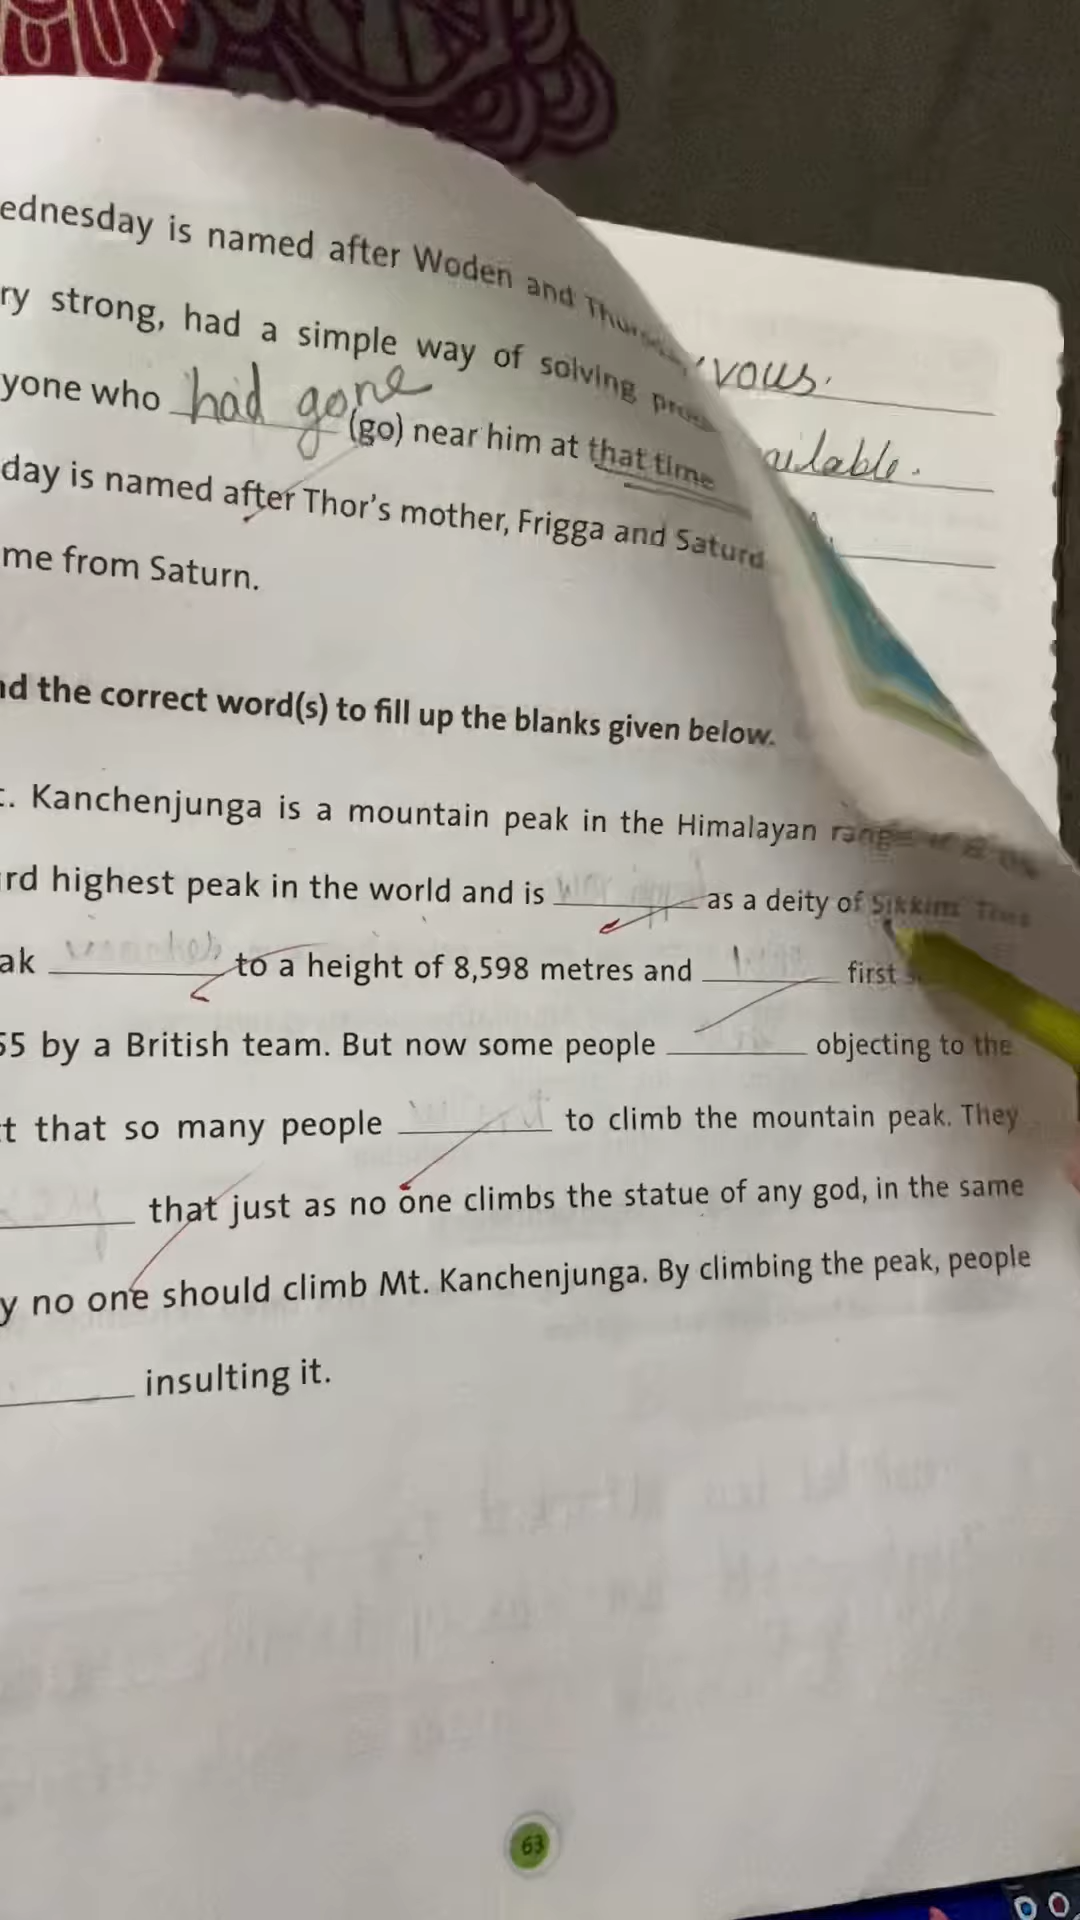 ednesday is named after Woden and Thursday
ry strong, had a simple way of solving
vous.
yone who had gone (go) near him at that time
ailable.
day is named after Thor's mother, Frigga and Saturd
me from Saturn.
nd the correct word(s) to fill up the blanks given below.
t. Kanchenjunga is a mountain peak in the Himalayan
rd highest peak in the world and is as a deity of Sikkim
ak to a height of 8,598 metres and first
55 by a British team. But now some people objecting to the
t that so many people to climb the mountain peak. They
that just as no one climbs the statue of any god, in the same
y no one should climb Mt. Kanchenjunga. By climbing the peak, people
insulting it.
63